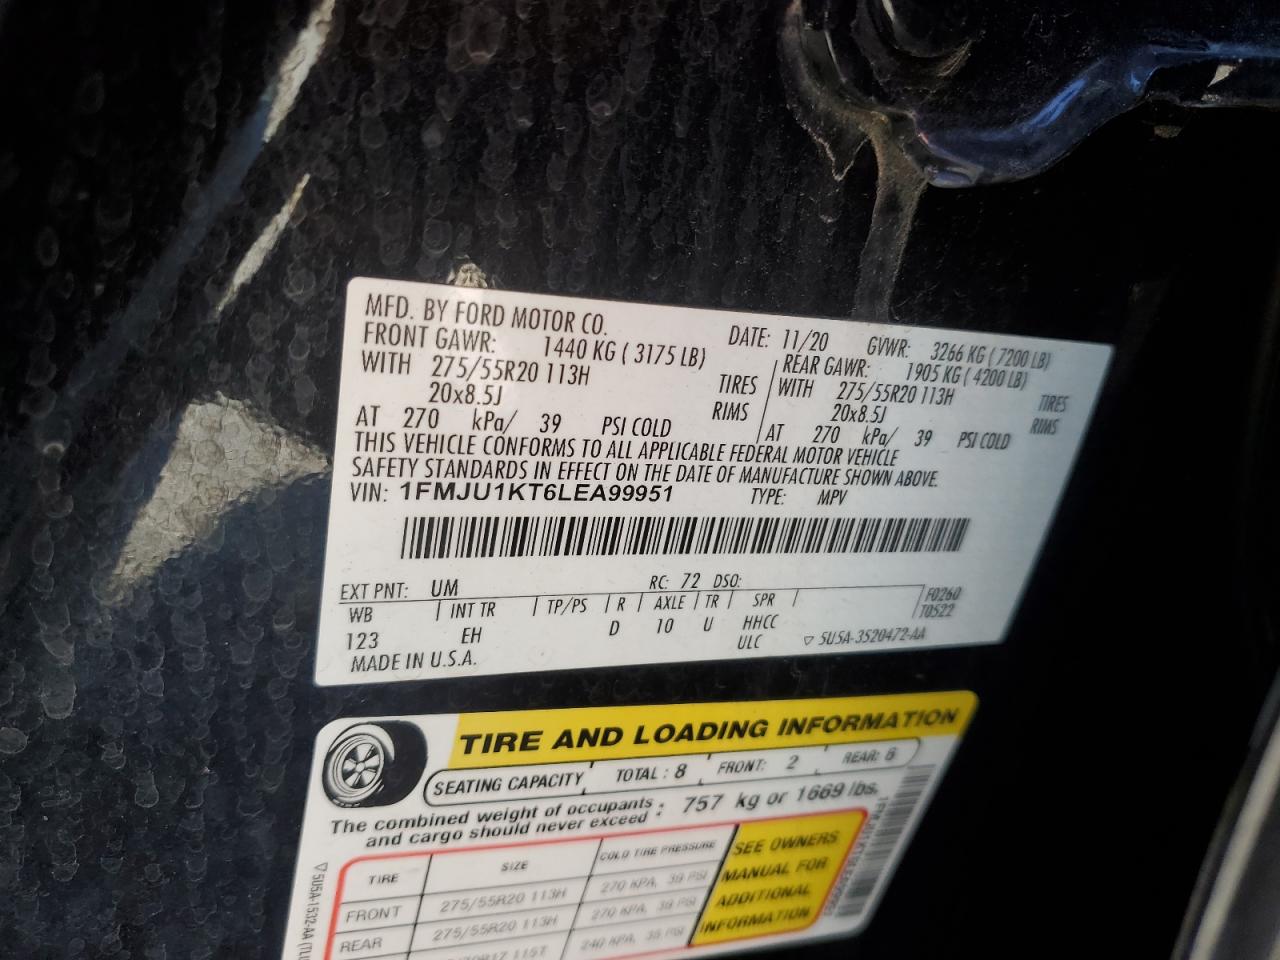 MFD. BY FORD MOTOR CO. DATE: 11/20 GVWR: 3266 KG ( 7200 LB)
FRONT GAWR: 1440 KG ( 3175 LB) REAR GAWR: 1905 KG ( 4200 LB)
WITH 275/55R20 113H TIRES WITH 275/55R20 113H TIRES
20x8.5J RIMS 20x8.5J RIMS
AT 270 kPa/ 39 PSI COLD AT 270 kPa/ 39 PSI COLD
THIS VEHICLE CONFORMS TO ALL APPLICABLE FEDERAL MOTOR VEHICLE
SAFETY STANDARDS IN EFFECT ON THE DATE OF MANUFACTURE SHOWN ABOVE.
VIN: 1FMJU1KT6LEA99951 TYPE: MPV
EXT PNT: UM RC: 72 DSO:
WB INT TR TP/PS R AXLE TR SPR F0260
123 EH D 10 U HHCC T0522
ULC ▽ 5U5A-3520472-AA
MADE IN U.S.A.
TIRE AND LOADING INFORMATION
SEATING CAPACITY TOTAL : 8 FRONT: 2 REAR: 6
The combined weight of occupants : 757 kg or 1669 lbs.
and cargo should never exceed :
TIRE SIZE COLD TIRE PRESSURE
FRONT 275/55R20 113H 270 KPA, 39 PSI
REAR 275/55R20 113H 270 KPA, 39 PSI
115T 240 KPA, 35 PSI
SEE OWNERS
MANUAL FOR
ADDITIONAL
INFORMATION
▽5U5A-1532-AA